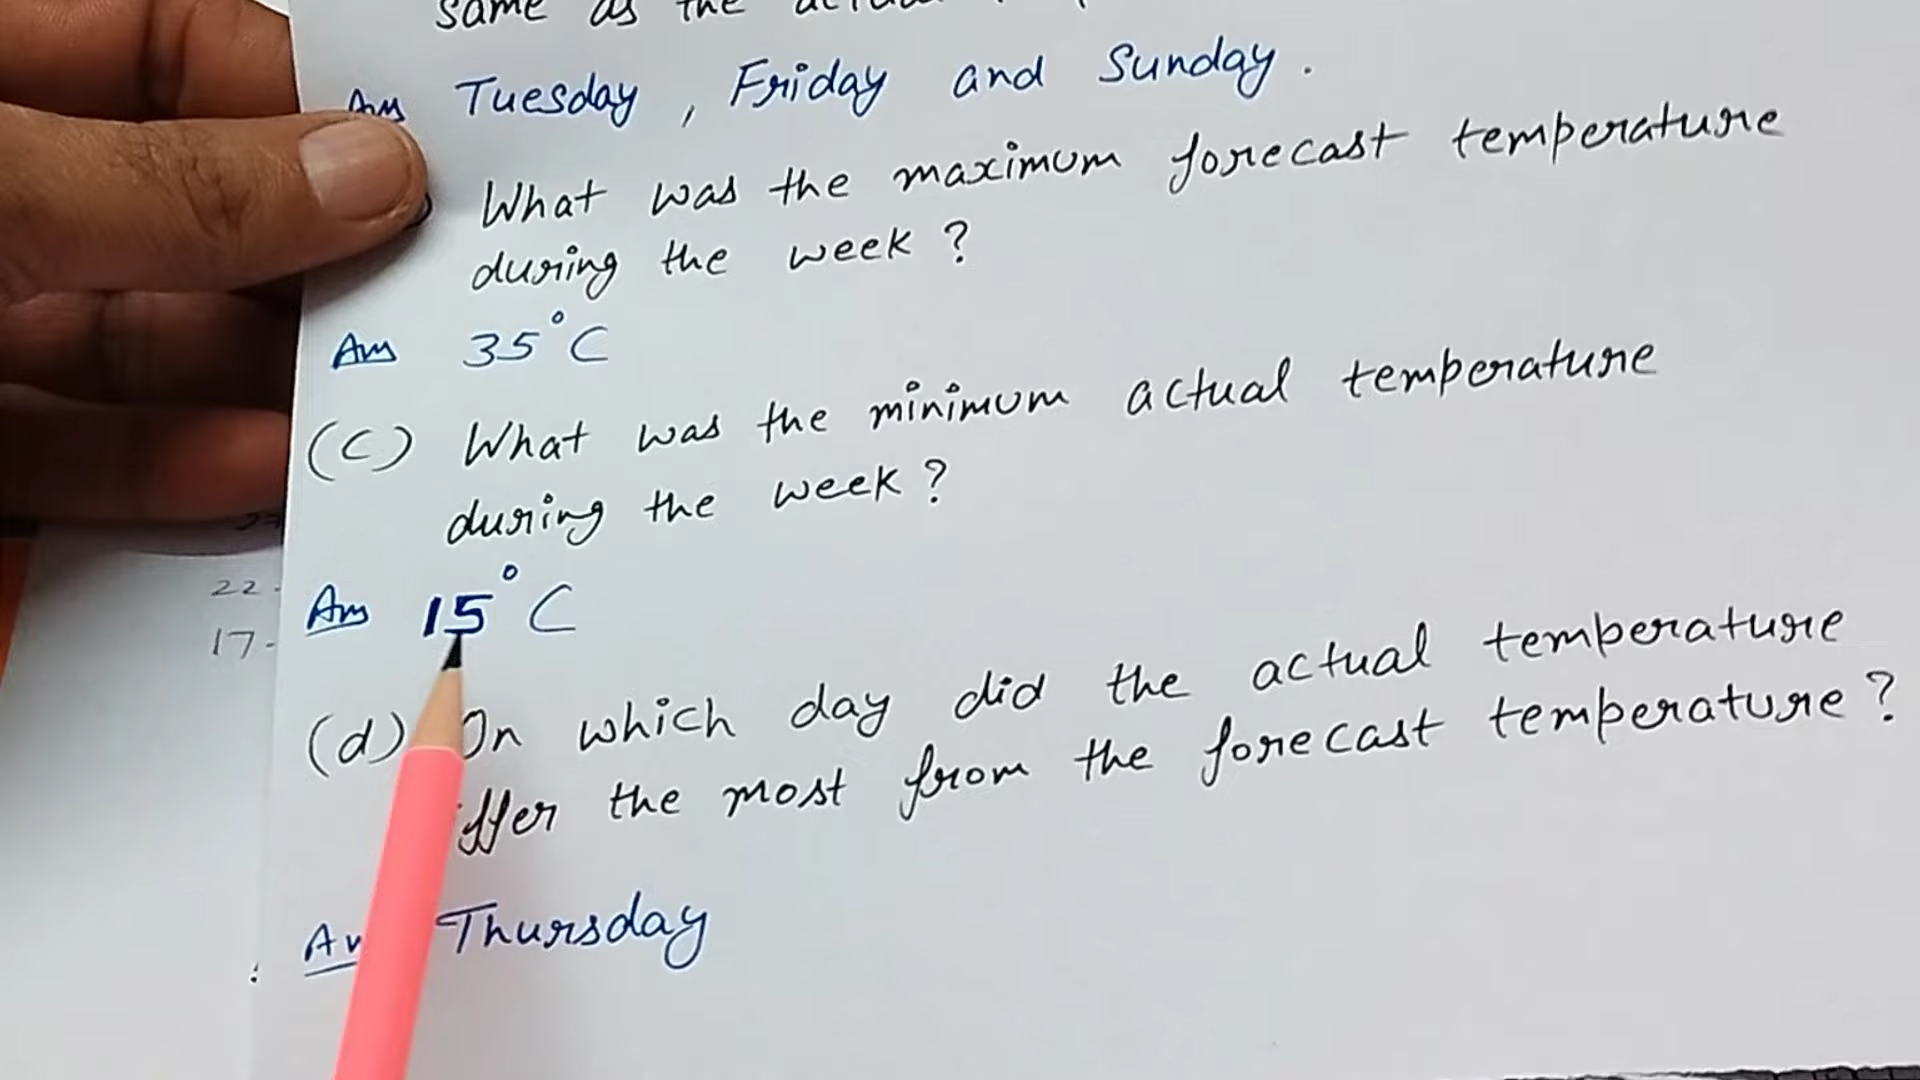 same as the
Ans Tuesday, Friday and Sunday.
What was the maximum forecast temperature
during the week?
Ans 35°C
(C) What was the minimum actual temperature
during the week?
22-
Ans 15°C
17-
(d) On which day did the actual temperature
iffer the most from the forecast temperature?
Thursday